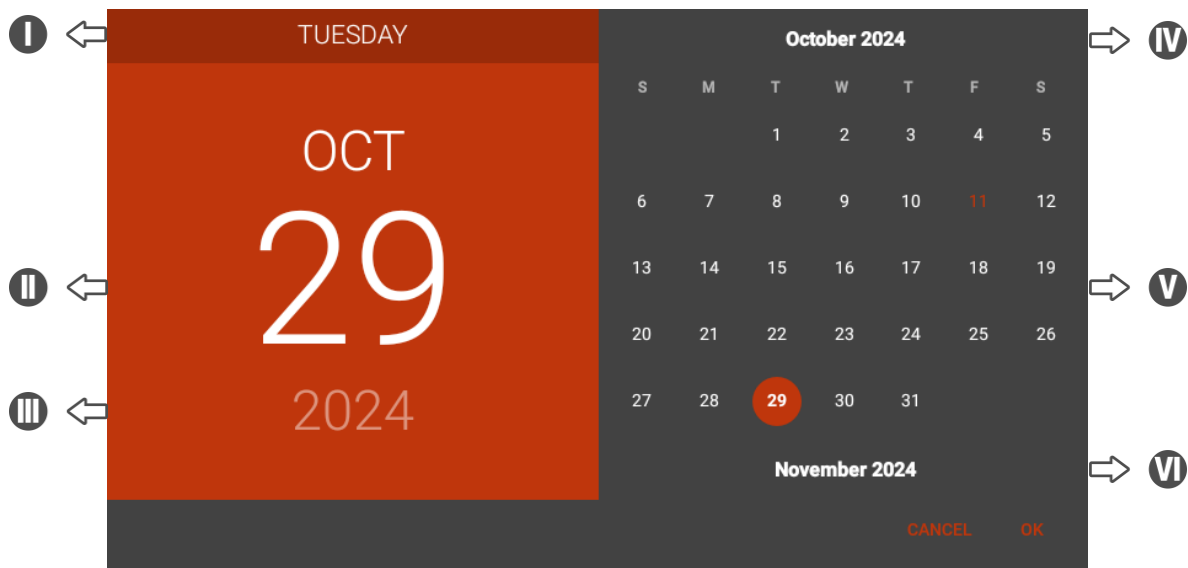 I
TUESDAY
OCT
II
29
III
2024
October 2024
IV
S M T W T F S
1 2 3 4 5
6 7 8 9 10 11 12
13 14 15 16 17 18 19
V
20 21 22 23 24 25 26
27 28 29 30 31
November 2024
VI
CANCEL OK